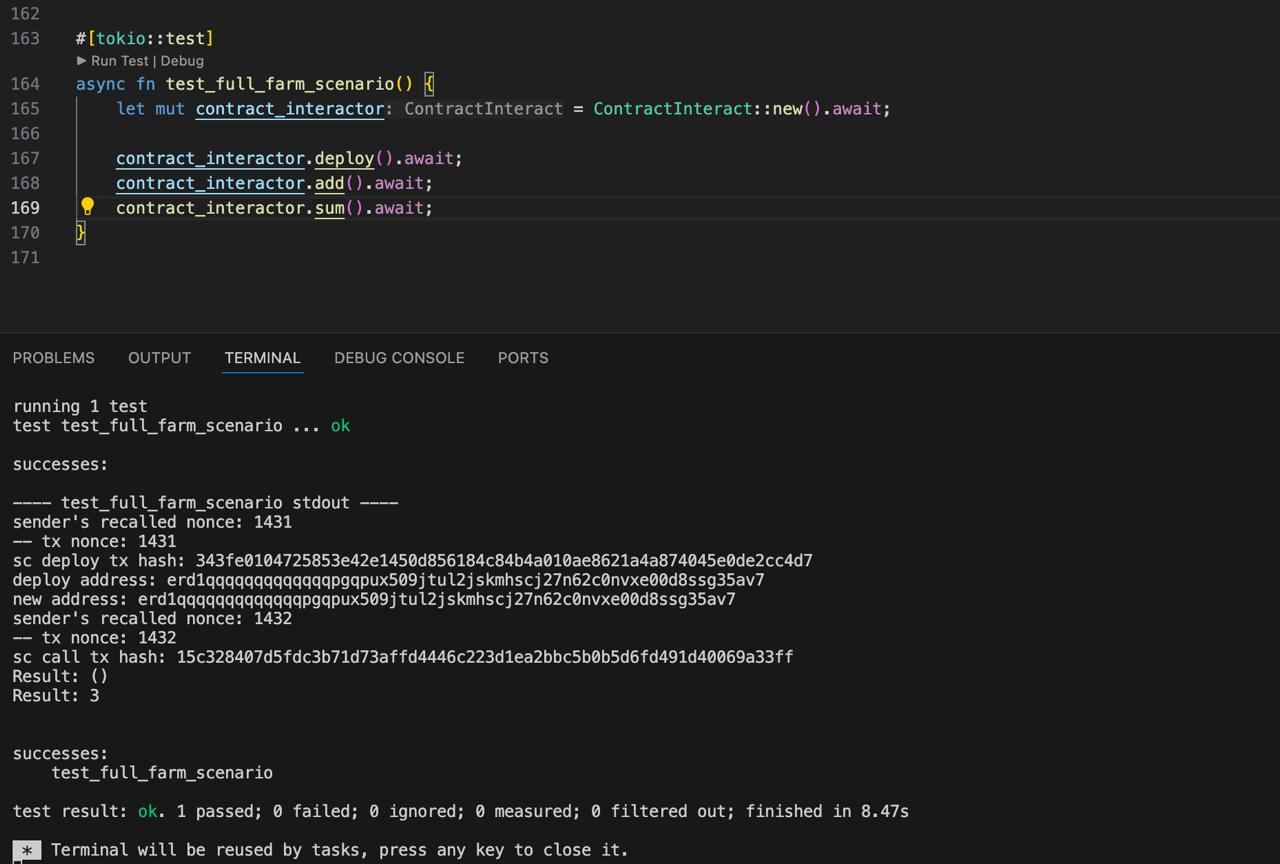 162
163 #[tokio::test]
▶ Run Test | Debug
164 async fn test_full_farm_scenario() {
165 let mut contract_interactor: ContractInteract = ContractInteract::new().await;
166
167 contract_interactor.deploy().await;
168 contract_interactor.add().await;
169 contract_interactor.sum().await;
170 }
171
PROBLEMS OUTPUT TERMINAL DEBUG CONSOLE PORTS
running 1 test
test test_full_farm_scenario ... ok
successes:
---- test_full_farm_scenario stdout ----
sender's recalled nonce: 1431
-- tx nonce: 1431
sc deploy tx hash: 343fe0104725853e42e1450d856184c84b4a010ae8621a4a874045e0de2cc4d7
deploy address: erd1qqqqqqqqqqqqqpgqpux509jtul2jskmhscj27n62c0nvxe00d8ssg35av7
new address: erd1qqqqqqqqqqqqqpgqpux509jtul2jskmhscj27n62c0nvxe00d8ssg35av7
sender's recalled nonce: 1432
-- tx nonce: 1432
sc call tx hash: 15c328407d5fdc3b71d73affd4446c223d1ea2bbc5b0b5d6fd491d40069a33ff
Result: ()
Result: 3
successes:
test_full_farm_scenario
test result: ok. 1 passed; 0 failed; 0 ignored; 0 measured; 0 filtered out; finished in 8.47s
* Terminal will be reused by tasks, press any key to close it.